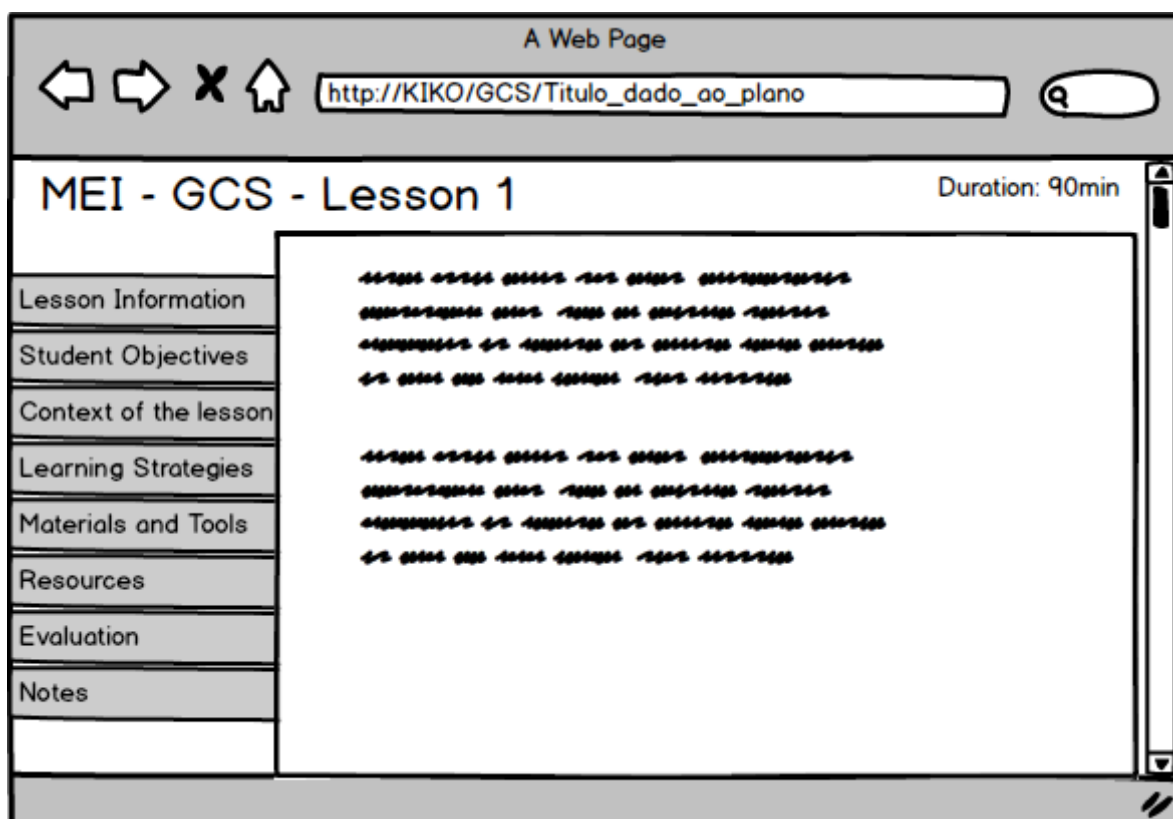 A Web Page
http://KIKO/GCS/Titulo_dado_ao_plano
MEI - GCS - Lesson 1
Duration: 90min
Lesson Information
Student Objectives
Context of the lesson
Learning Strategies
Materials and Tools
Resources
Evaluation
Notes